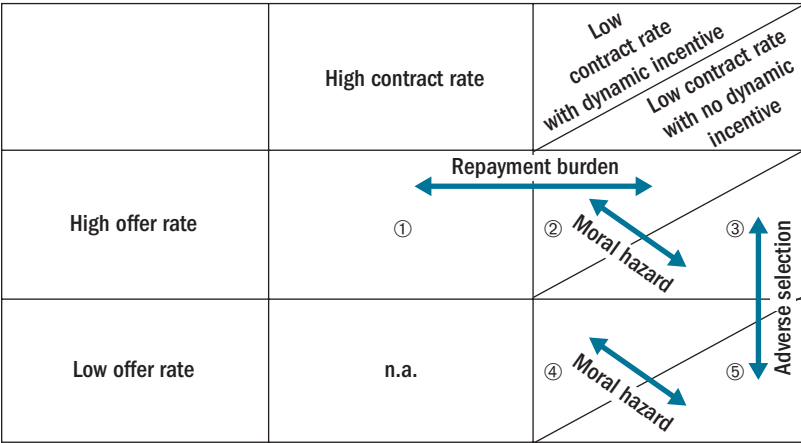 High contract rate
Low
contract rate
with dynamic incentive
Low contract rate
with no dynamic
incentive
Repayment burden
High offer rate
①
②
Moral hazard
③
Adverse selection
Low offer rate
n.a.
④
Moral hazard
⑤